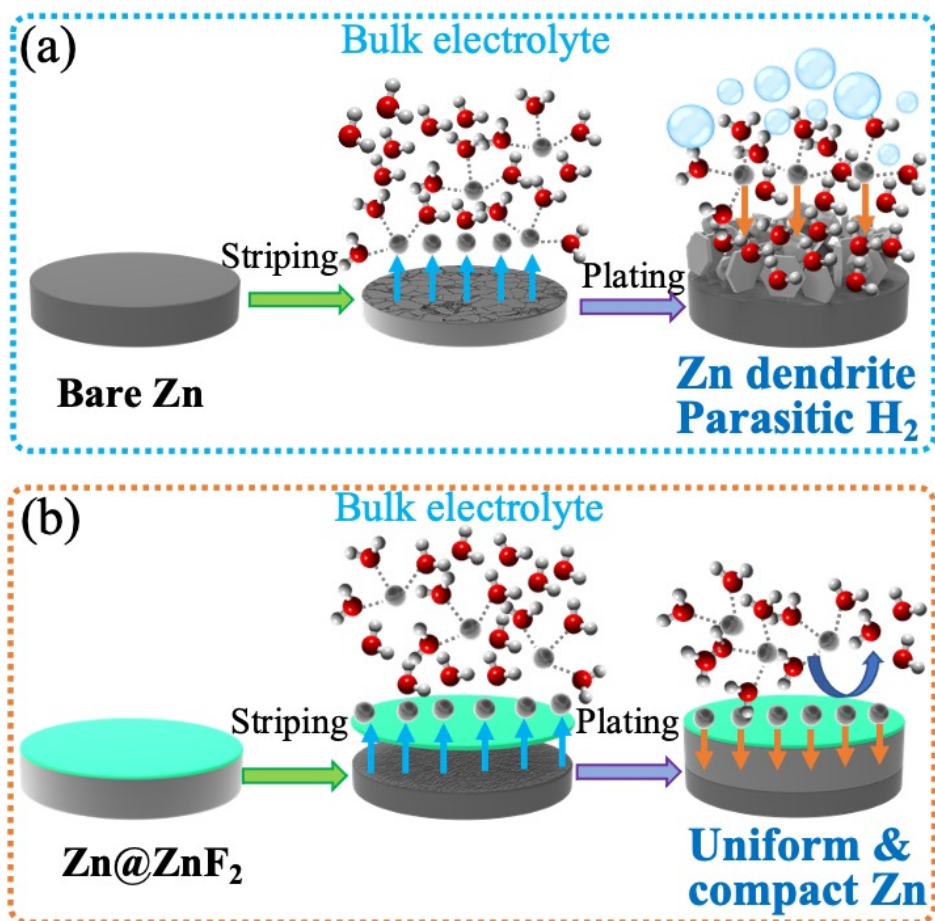 (a)
Bulk electrolyte
Striping
Plating
Bare Zn
Zn dendrite
Parasitic H₂
(b)
Bulk electrolyte
Striping
Plating
Zn@ZnF₂
Uniform &
compact Zn